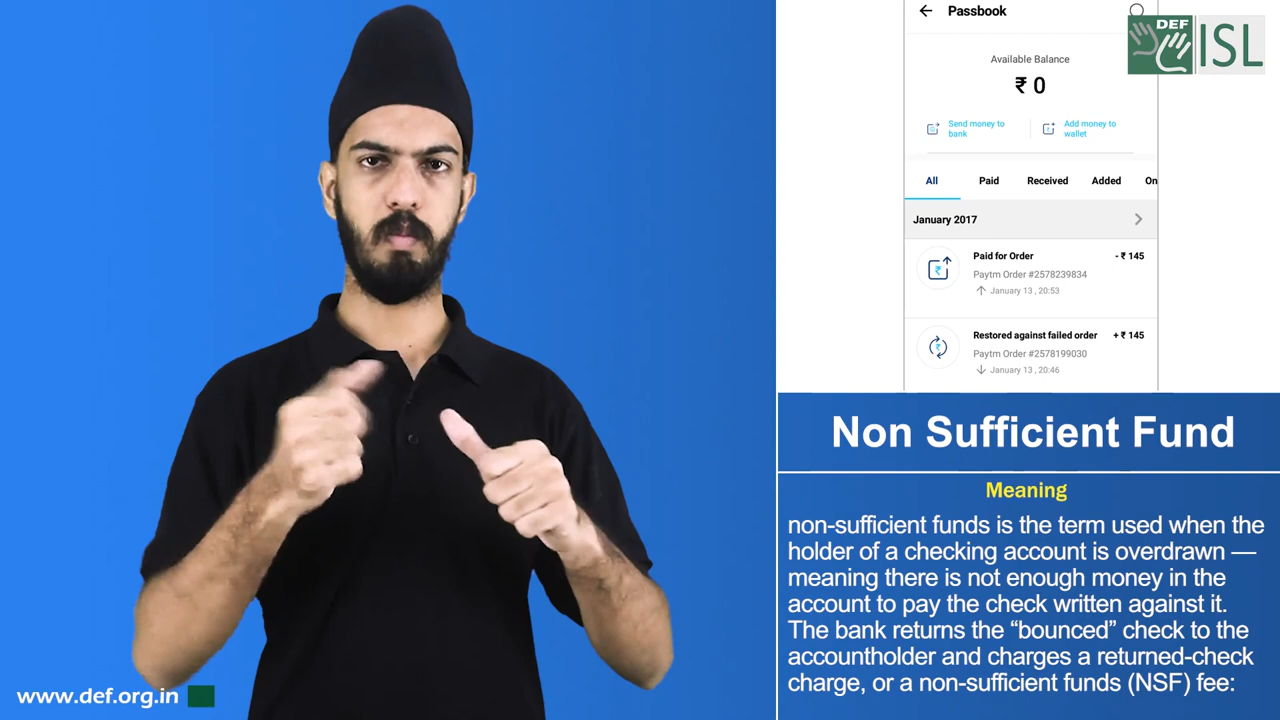 Passbook
DEF
ISL
Available Balance
₹ 0
Send money to
bank
Add money to
wallet
All Paid Received Added On
January 2017
Paid for Order - ₹ 145
Paytm Order #2578239834
January 13 , 20:53
Restored against failed order + ₹ 145
Paytm Order #2578199030
January 13 , 20:46
Non Sufficient Fund
Meaning
non-sufficient funds is the term used when the
holder of a checking account is overdrawn —
meaning there is not enough money in the
account to pay the check written against it.
The bank returns the “bounced” check to the
accountholder and charges a returned-check
charge, or a non-sufficient funds (NSF) fee:
www.def.org.in